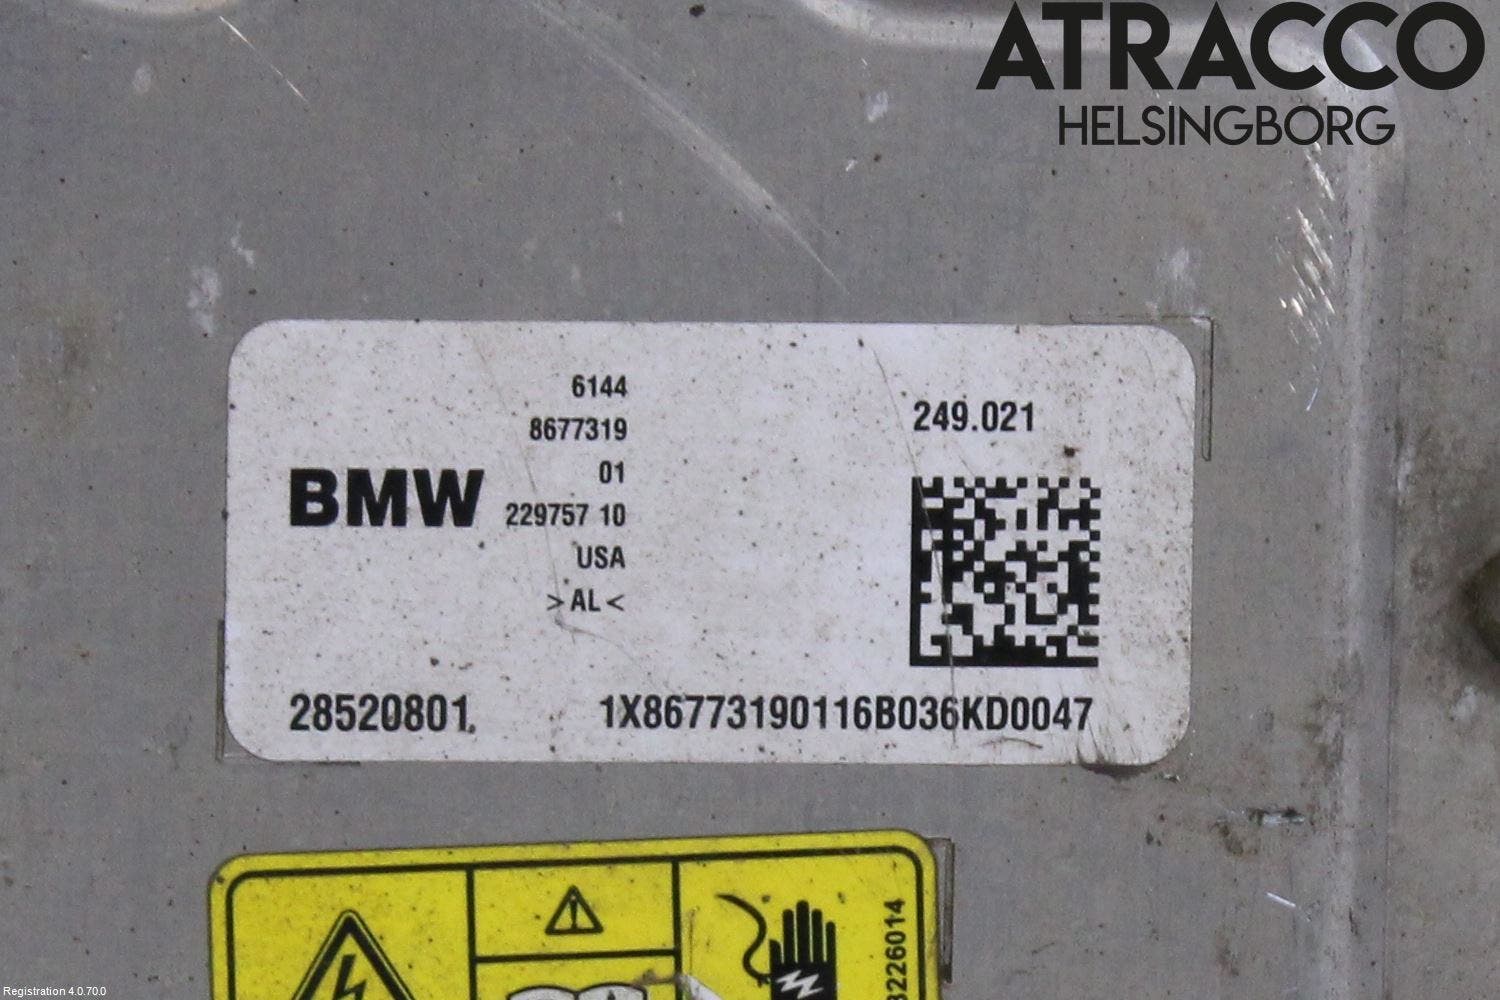 ATRACCO
HELSINGBORG
6144
8677319
01
BMW
229757 10
USA
>AL<
249.021
28520801
1X86773190116B036KD0047
Registration 4.0.70.0